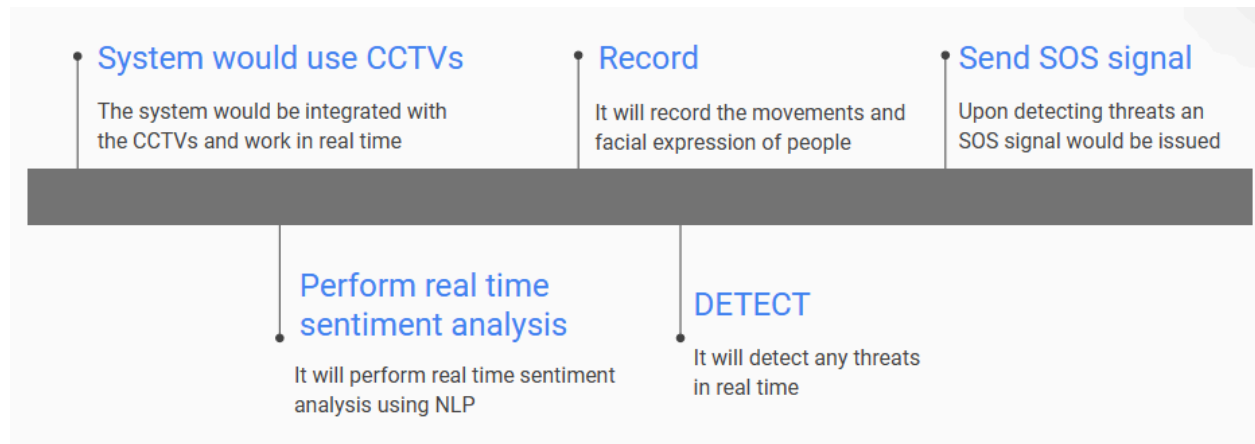 System would use CCTVs
The system would be integrated with
the CCTVs and work in real time
Perform real time
sentiment analysis
It will perform real time sentiment
analysis using NLP
Record
It will record the movements and
facial expression of people
DETECT
It will detect any threats
in real time
Send SOS signal
Upon detecting threats an
SOS signal would be issued